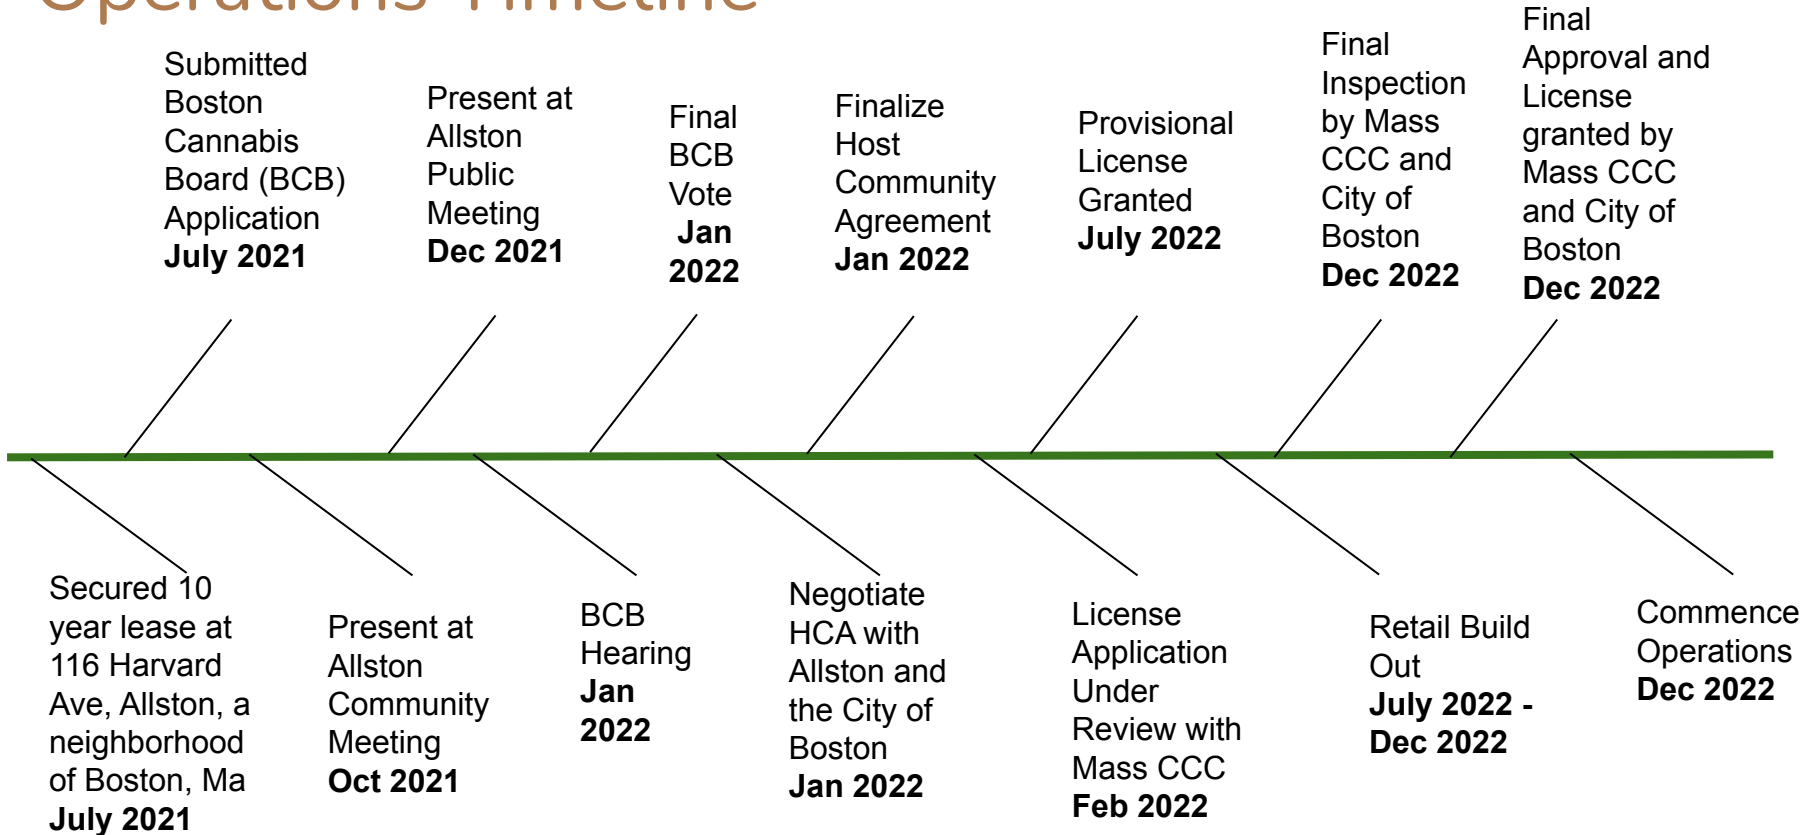 Operations Timeline
Submitted
Boston
Cannabis
Board (BCB)
Application
July 2021
Present at
Allston
Public
Meeting
Dec 2021
Final
BCB
Vote
Jan
2022
Finalize
Host
Community
Agreement
Jan 2022
Provisional
License
Granted
July 2022
Final
Inspection
by Mass
CCC and
City of
Boston
Dec 2022
Final
Approval and
License
granted by
Mass CCC
and City of
Boston
Dec 2022
Secured 10
year lease at
116 Harvard
Ave, Allston, a
neighborhood
of Boston, Ma
July 2021
Present at
Allston
Community
Meeting
Oct 2021
BCB
Hearing
Jan
2022
Negotiate
HCA with
Allston and
the City of
Boston
Jan 2022
License
Application
Under
Review with
Mass CCC
Feb 2022
Retail Build
Out
July 2022 -
Dec 2022
Commence
Operations
Dec 2022